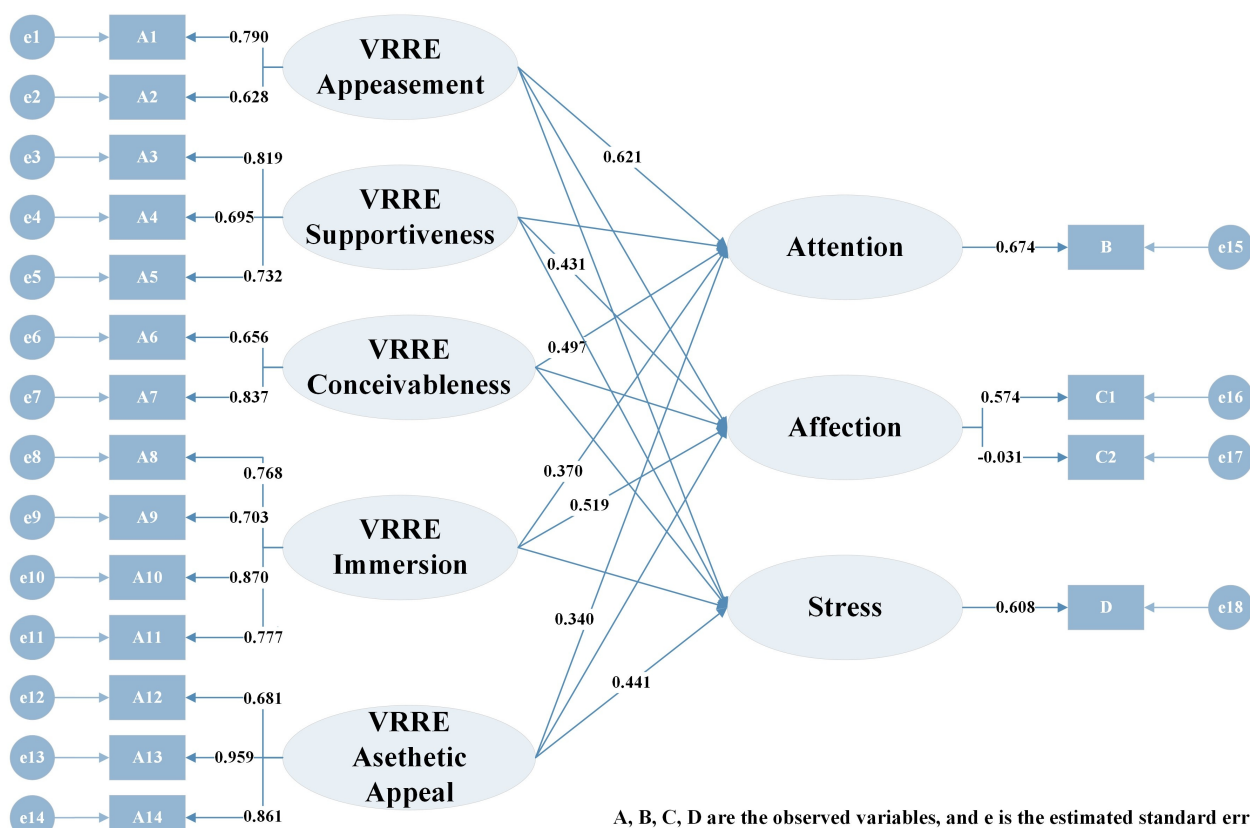 e1 A1 0.790 VRRE
Appeasement
e2 A2 0.628
e3 A3 0.819
0.621
e4 A4 0.695 VRRE
Supportiveness
Attention 0.674 B e15
e5 A5 0.732
0.431
e6 A6 0.656
VRRE
Conceivableness
0.497
e7 A7 0.837
Affection
0.574 C1 e16
-0.031 C2 e17
e8 A8 0.768
0.370
0.519
e9 A9 0.703
VRRE
Immersion
e10 A10 0.870
Stress 0.608 D e18
e11 A11 0.777
0.340
e12 A12 0.681
0.441
e13 A13 0.959
VRRE
Asethetic
Appeal
e14 A14 0.861
A, B, C, D are the observed variables, and e is the estimated standard err